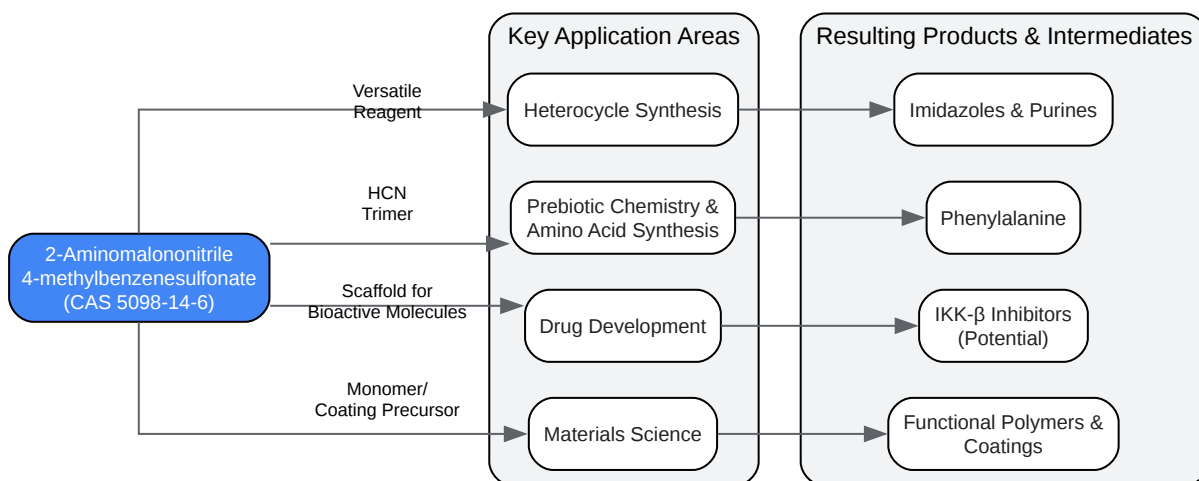 Key Application Areas
Resulting Products & Intermediates
Versatile
Reagent
Heterocycle Synthesis
Imidazoles & Purines
HCN
Trimer
Prebiotic Chemistry &
Amino Acid Synthesis
Phenylalanine
2-Aminomalononitrile
4-methylbenzenesulfonate
(CAS 5098-14-6)
Scaffold for
Bioactive Molecules
Drug Development
IKK-β Inhibitors
(Potential)
Monomer/
Coating Precursor
Materials Science
Functional Polymers &
Coatings